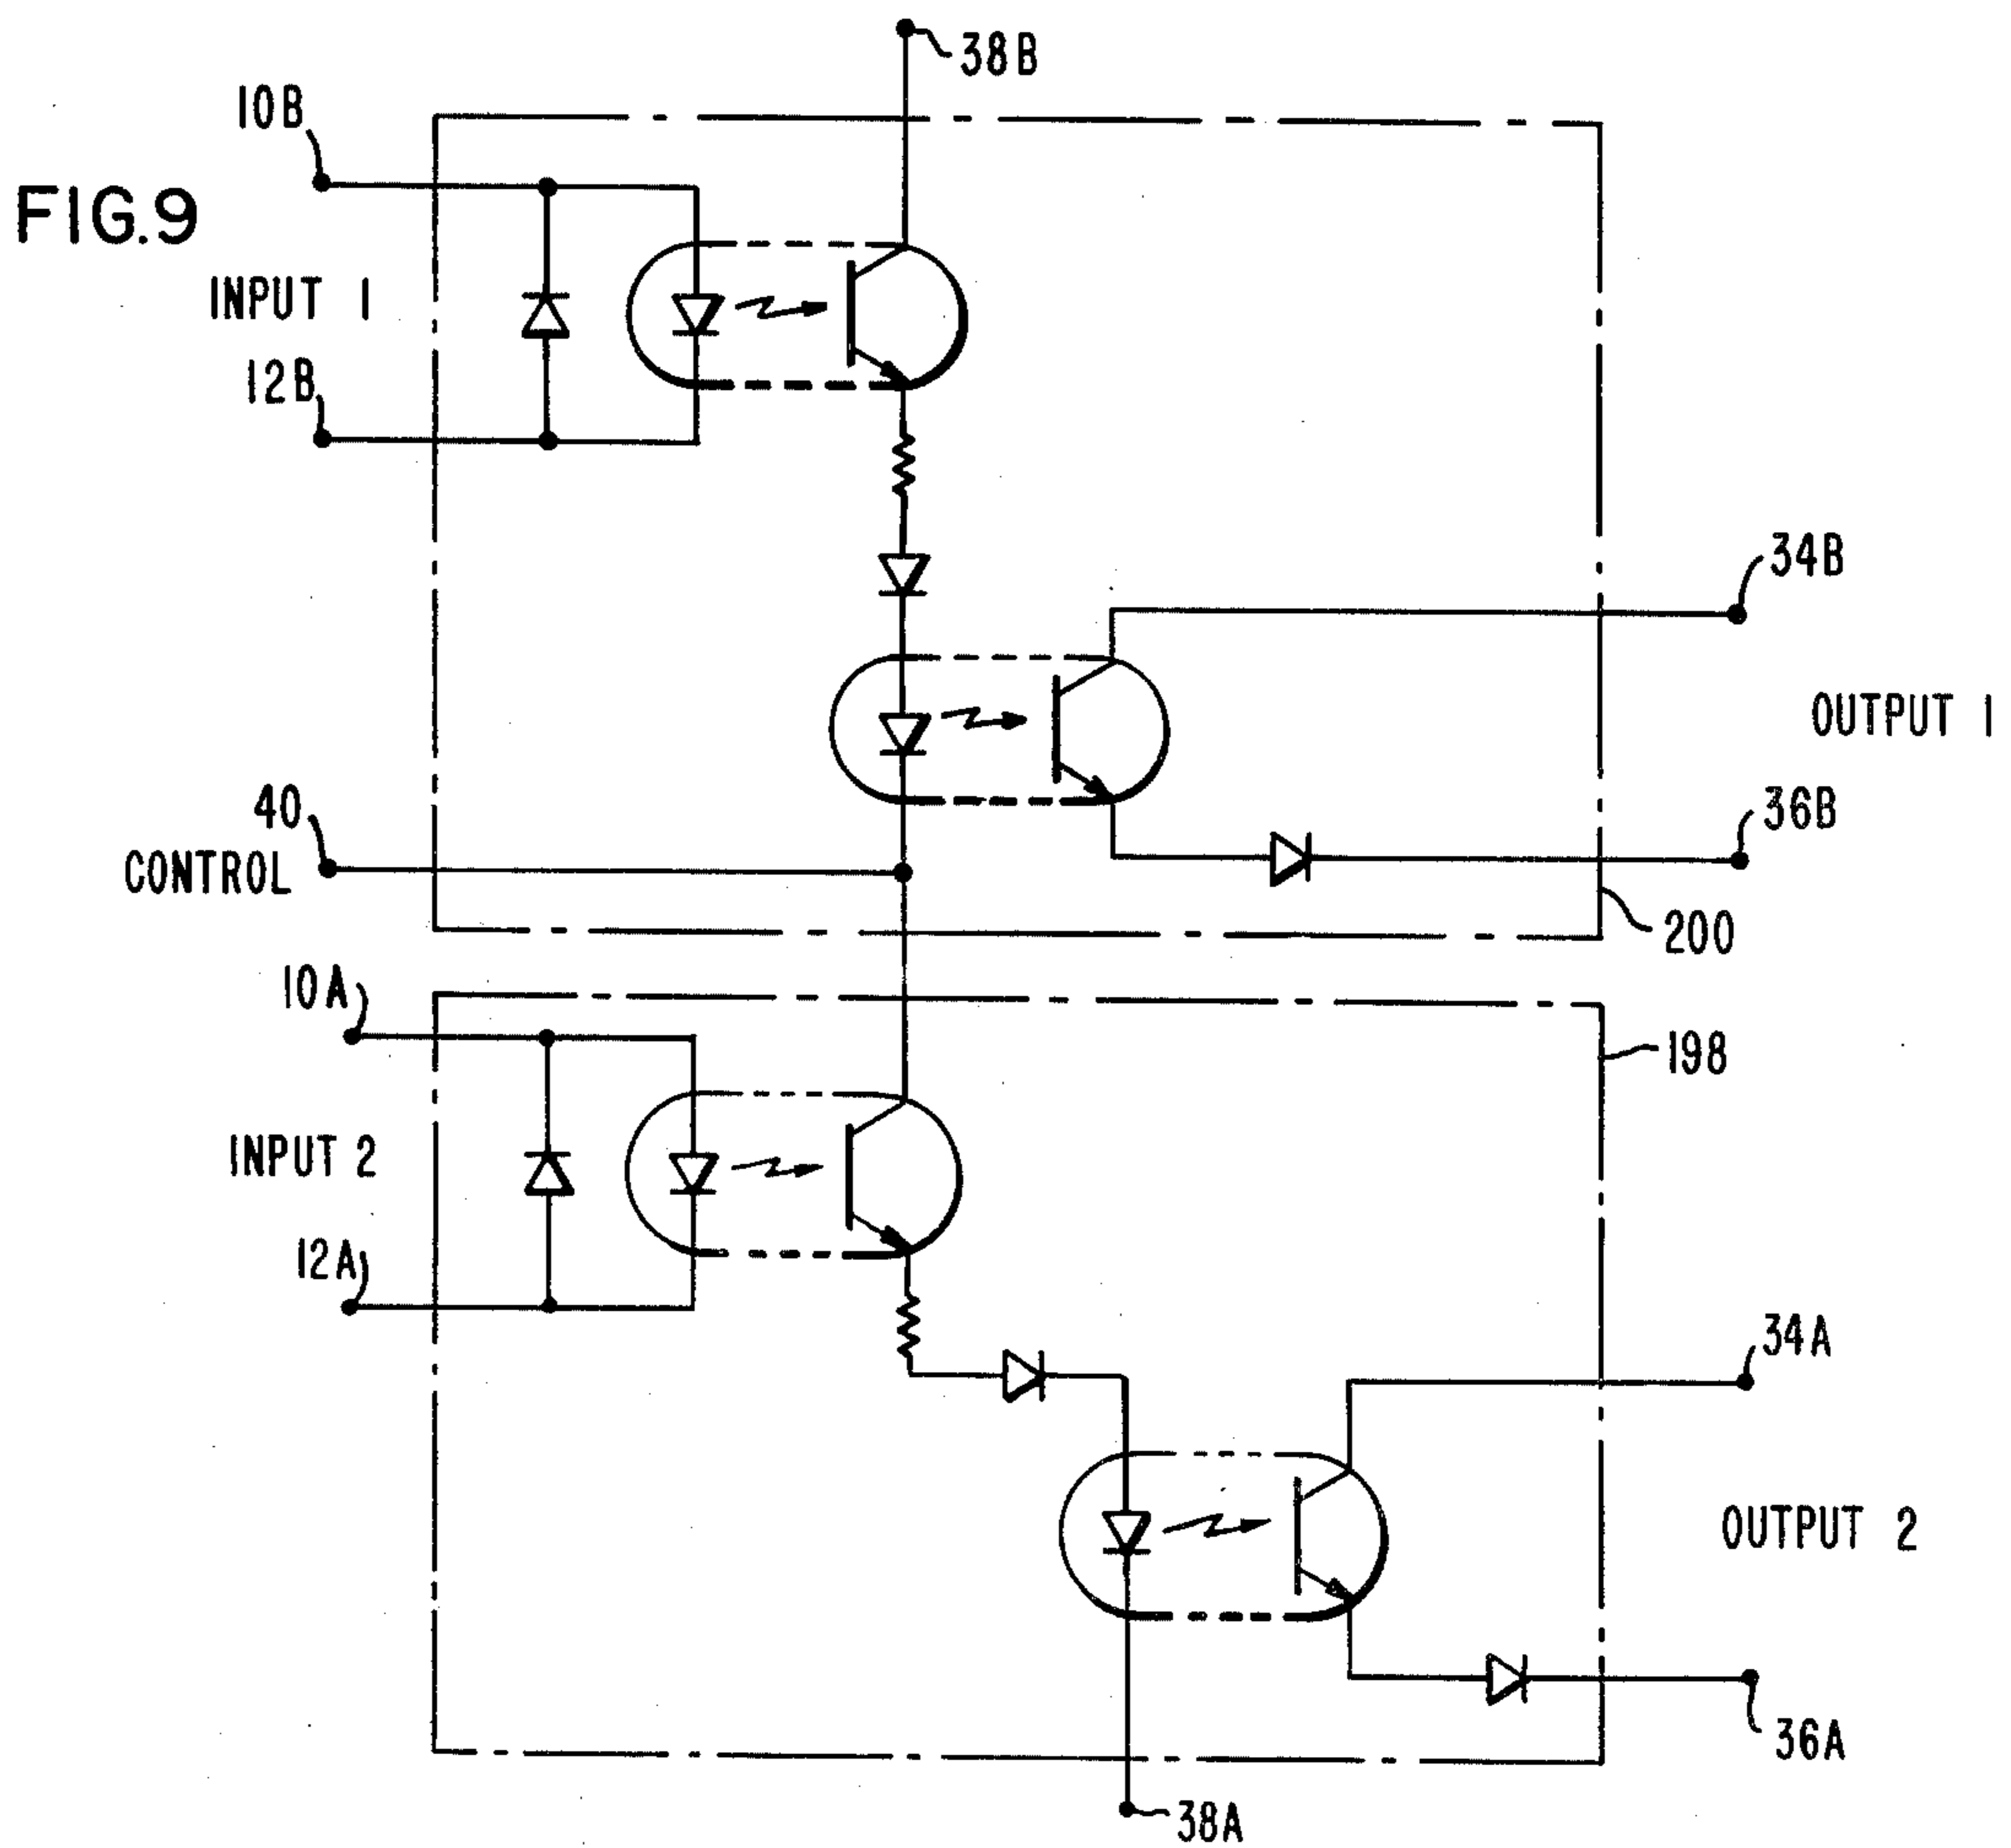 38B
10B
FIG.9
INPUT 1
12B
34B
OUTPUT 1
40
36B
CONTROL
200
10A
198
INPUT 2
12A
34A
OUTPUT 2
36A
38A